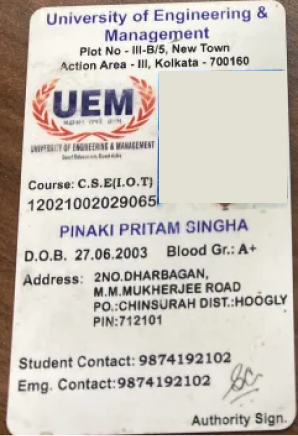 University of Engineering &
Management
Plot No - III-B/5, New Town
Action Area - III, Kolkata - 700160
UEM
UNIVERSITY OF ENGINEERING & MANAGEMENT
Course: C.S.E(I.O.T)
12021002029065
PINAKI PRITAM SINGHA
D.O.B. 27.06.2003 Blood Gr.: A+
Address: 2NO.DHARBAGAN,
M.M.MUKHERJEE ROAD
PO.:CHINSURAH DIST.:HOOGLY
PIN:712101
Student Contact: 9874192102
Emg. Contact:9874192102
Authority Sign.